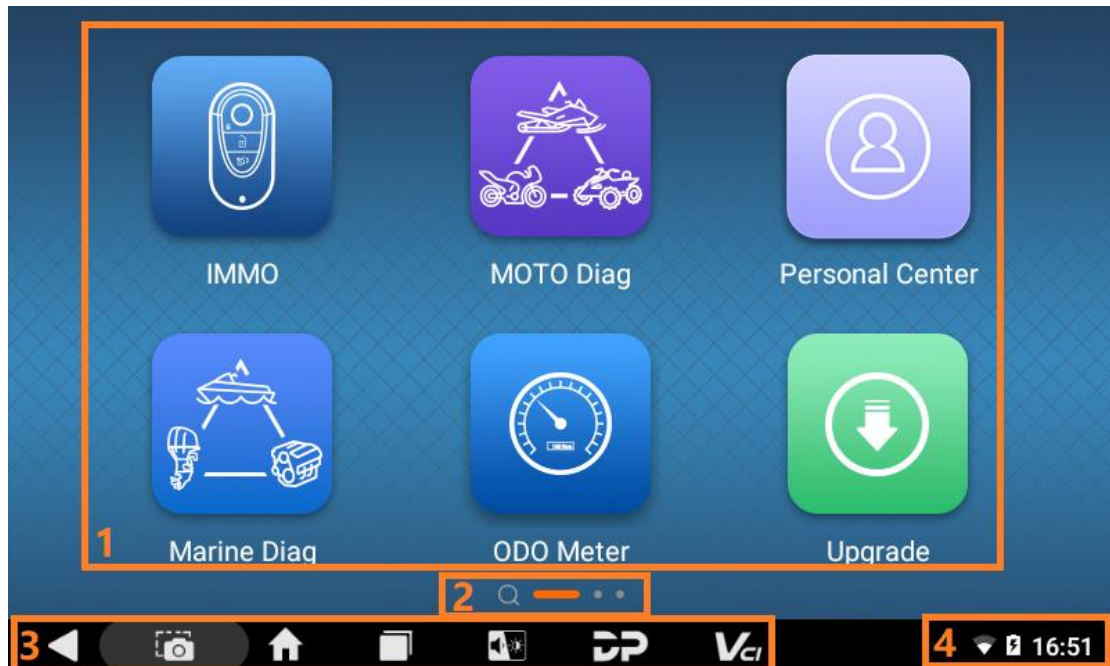 IMMO MOTO Diag Personal Center
1 Marine Diag ODO Meter Upgrade
2
3 DP VCI 4 16:51